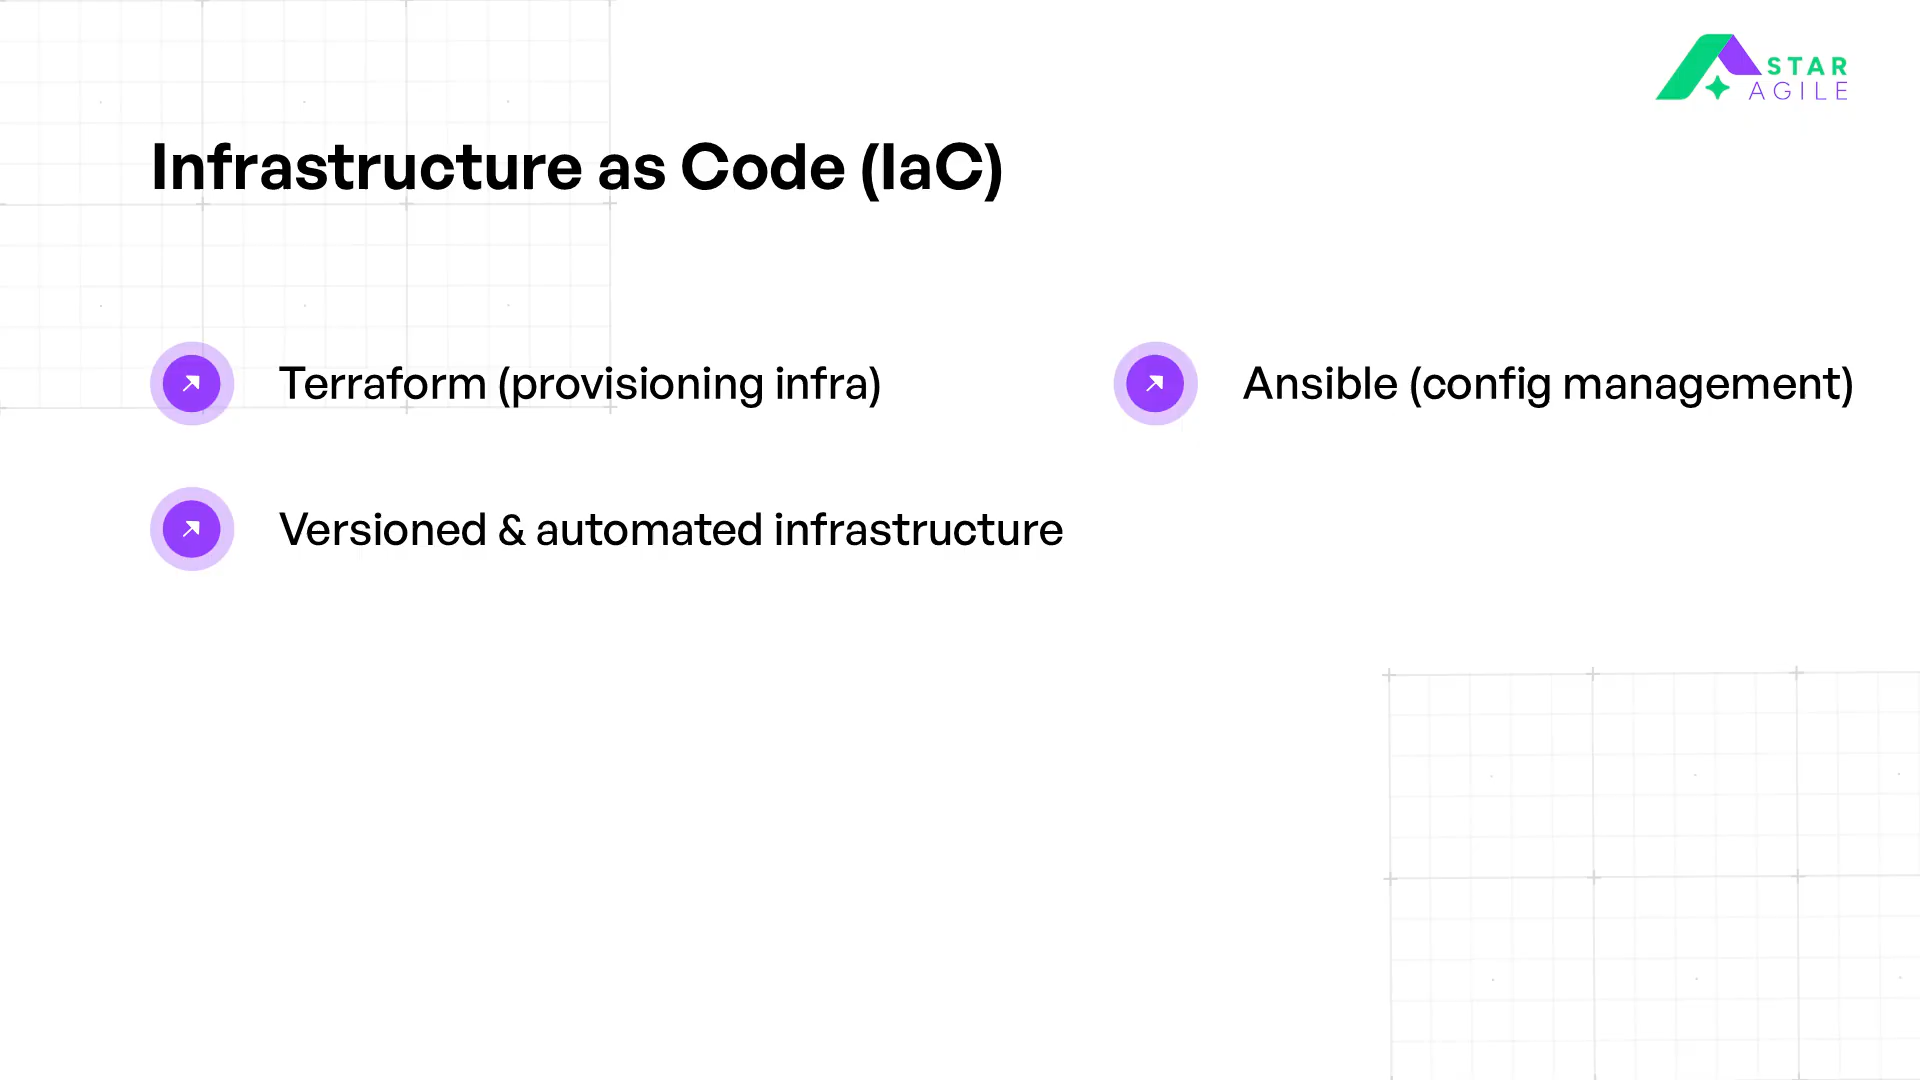 STAR
AGILE
Infrastructure as Code (IaC)
Terraform (provisioning infra)
Ansible (config management)
Versioned & automated infrastructure